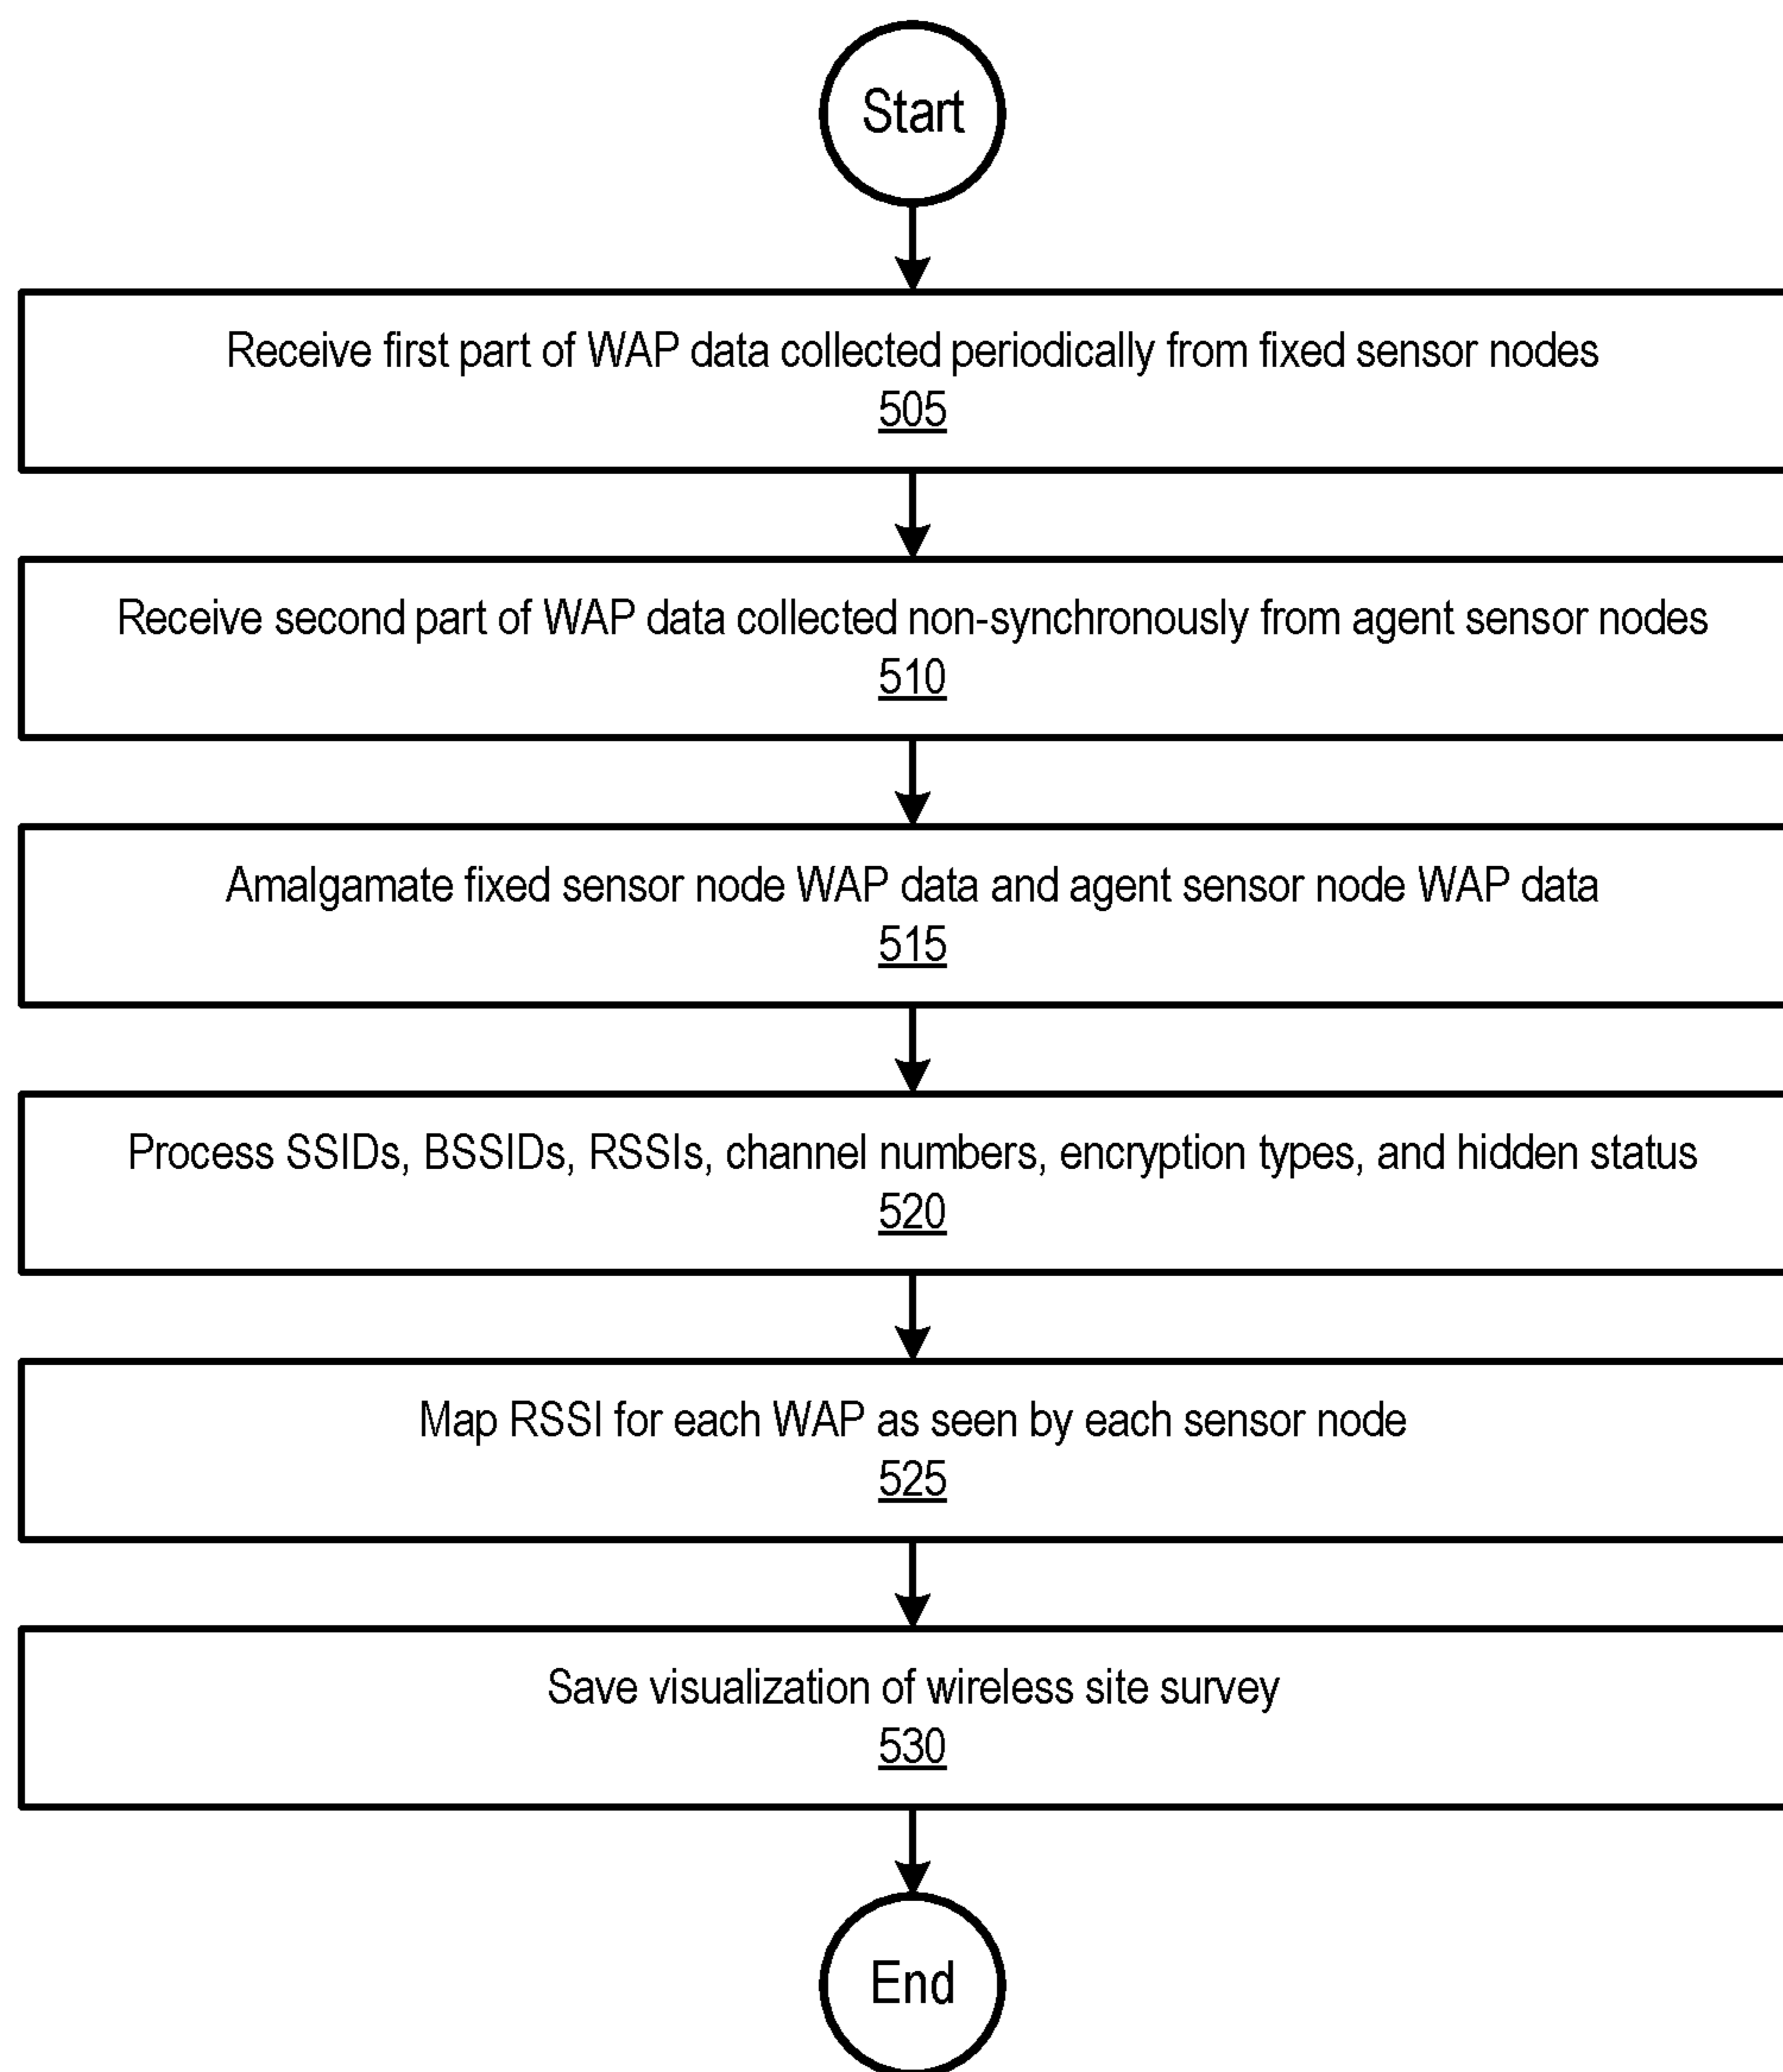 Start
Receive first part of WAP data collected periodically from fixed sensor nodes
505
Receive second part of WAP data collected non-synchronously from agent sensor nodes
510
Amalgamate fixed sensor node WAP data and agent sensor node WAP data
515
Process SSIDs, BSSIDs, RSSIs, channel numbers, encryption types, and hidden status
520
Map RSSI for each WAP as seen by each sensor node
525
Save visualization of wireless site survey
530
End